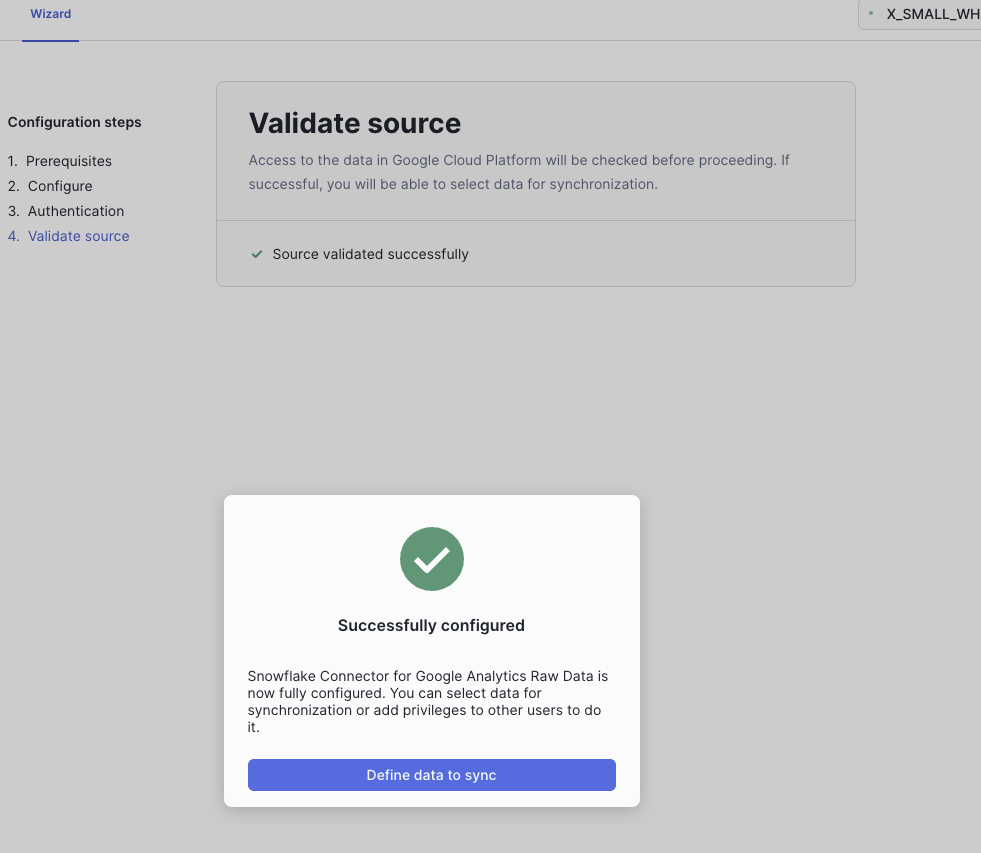 Wizard
X_SMALL_WH
Configuration steps
1. Prerequisites
2. Configure
3. Authentication
4. Validate source
Validate source
Access to the data in Google Cloud Platform will be checked before proceeding. If
successful, you will be able to select data for synchronization.
Source validated successfully
Successfully configured
Snowflake Connector for Google Analytics Raw Data is
now fully configured. You can select data for
synchronization or add privileges to other users to do
it.
Define data to sync